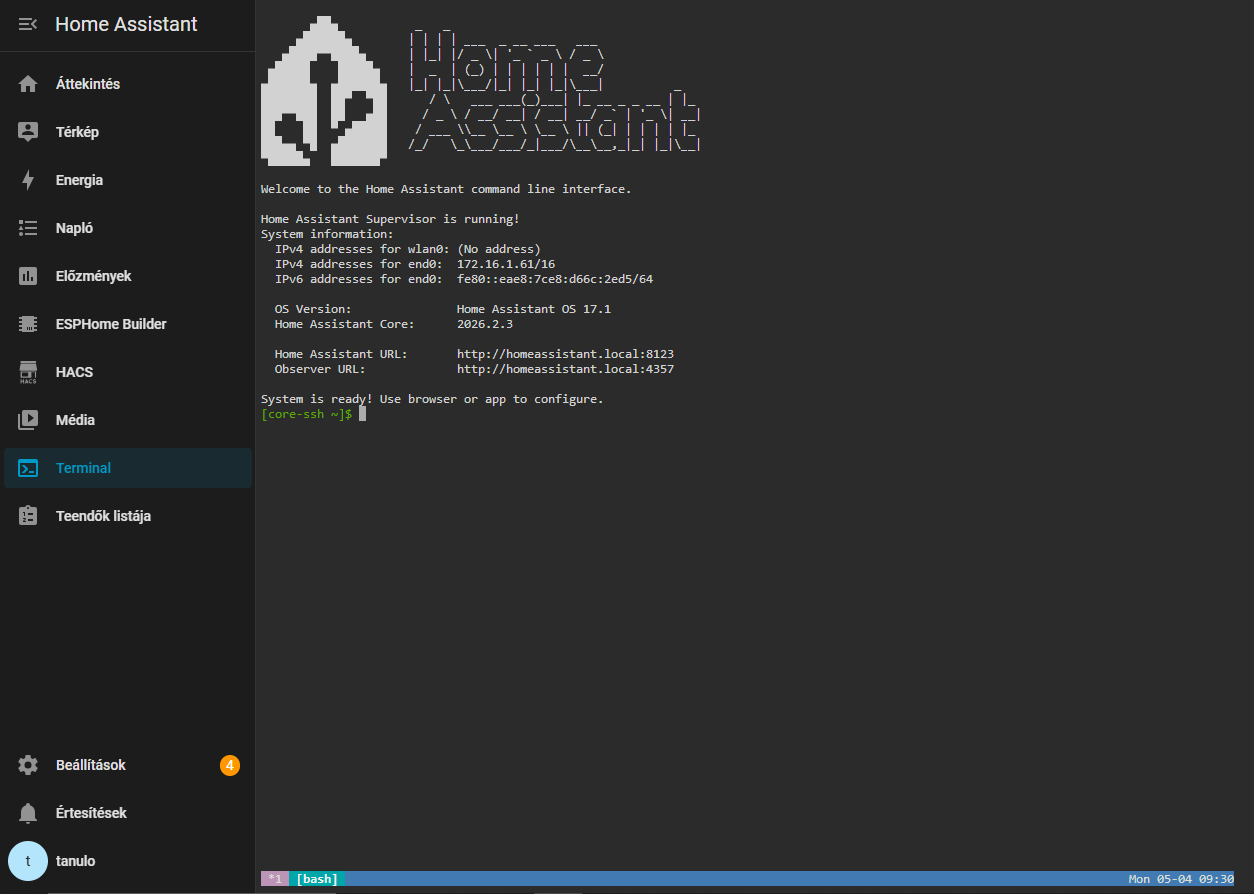 Home Assistant
Áttekintés
Térkép
Energia
Napló
Előzmények
ESPHome Builder
HACS
HACS
Média
Terminal
Teendők listája
Beállítások
4
Értesítések
t
tanulo
Home
Assistant
Welcome to the Home Assistant command line interface.
Home Assistant Supervisor is running!
System information:
IPv4 addresses for wlan0: (No address)
IPv4 addresses for end0: 172.16.1.61/16
IPv6 addresses for end0: fe80::eae8:7ce8:d66c:2ed5/64
OS Version: Home Assistant OS 17.1
Home Assistant Core: 2026.2.3
Home Assistant URL: http://homeassistant.local:8123
Observer URL: http://homeassistant.local:4357
System is ready! Use browser or app to configure.
[core-ssh ~]$
*1 [bash] Mon 05-04 09:30